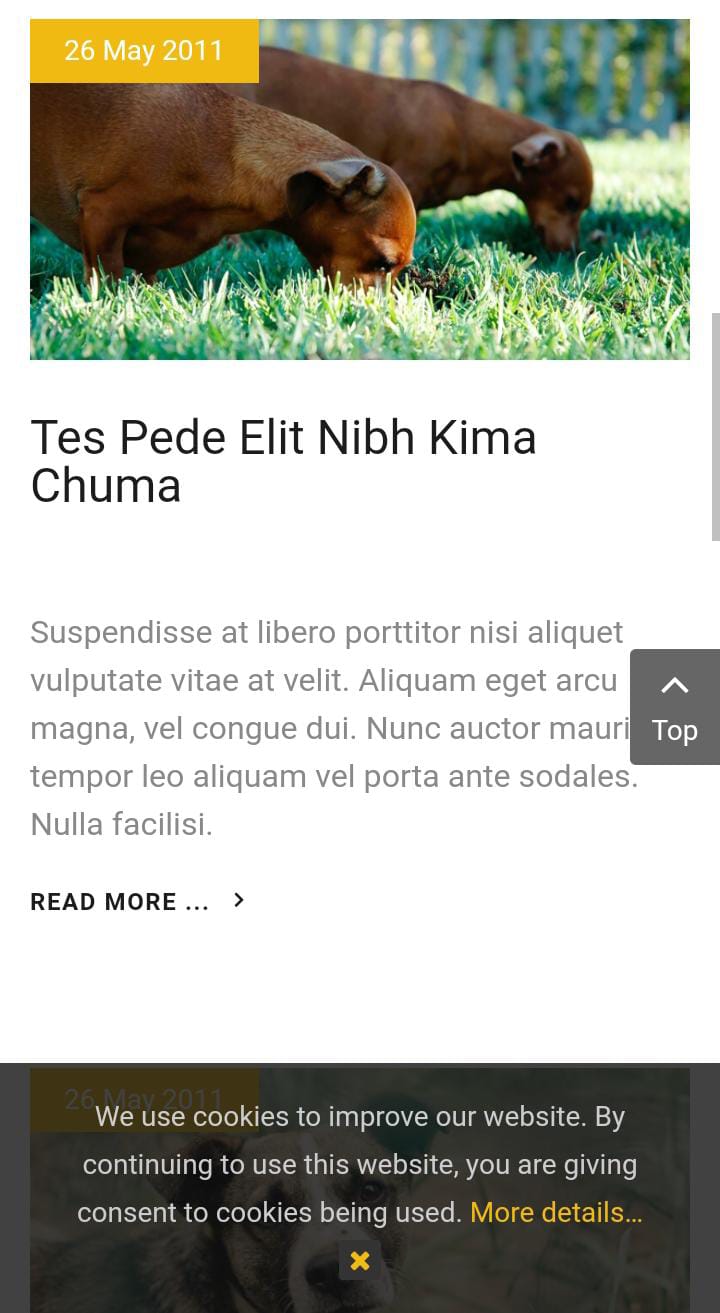 26 May 2011
Tes Pede Elit Nibh Kima
Chuma
Suspendisse at libero porttitor nisi aliquet
vulputate vitae at velit. Aliquam eget arcu
magna, vel congue dui. Nunc auctor mauri
tempor leo aliquam vel porta ante sodales.
Nulla facilisi.
Top
READ MORE ...
26 May 2011
We use cookies to improve our website. By
continuing to use this website, you are giving
consent to cookies being used. More details…